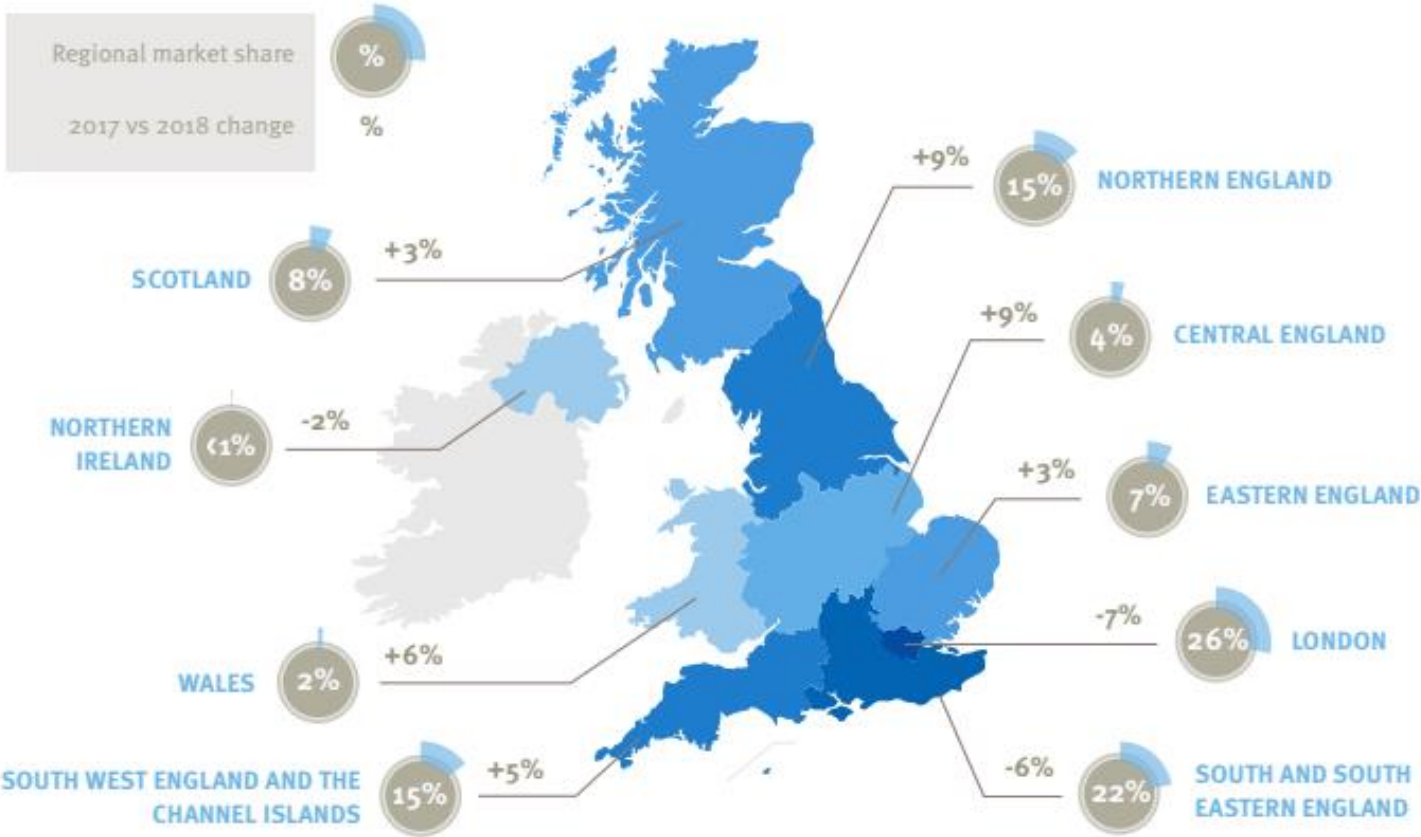 Regional market share
%
2017 vs 2018 change
%
+9%
15%
NORTHERN ENGLAND
+3%
SCOTLAND
8%
+9%
4%
CENTRAL ENGLAND
-2%
NORTHERN
IRELAND
<1%
+3%
7%
EASTERN ENGLAND
-7%
26%
LONDON
+6%
WALES
2%
+5%
SOUTH WEST ENGLAND AND THE
CHANNEL ISLANDS
15%
-6%
22%
SOUTH AND SOUTH
EASTERN ENGLAND